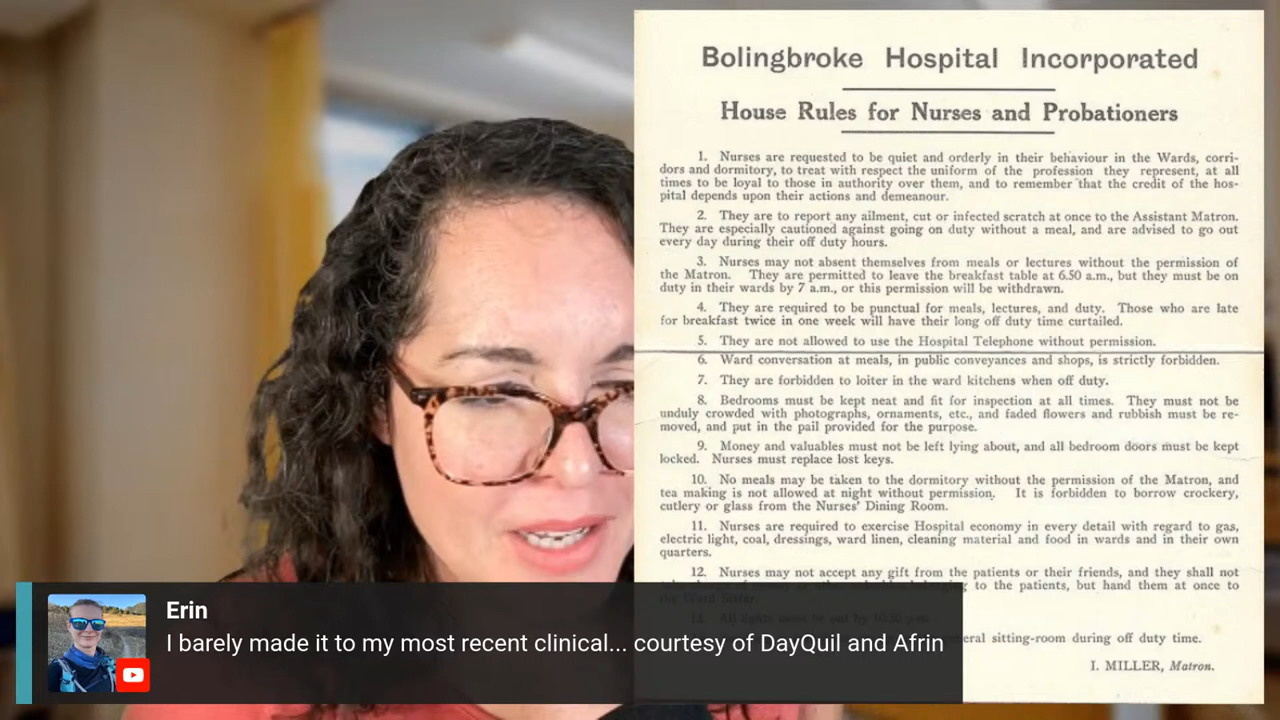 Bolingbroke Hospital Incorporated
House Rules for Nurses and Probationers
1. Nurses are requested to be quiet and orderly in their behaviour in the Wards, corri-
dors and dormitory, to treat with respect the uniform of the profession they represent, at all
times to be loyal to those in authority over them, and to remember that the credit of the hos-
pital depends upon their actions and demeanour.
2. They are to report any ailment, cut or infected scratch at once to the Assistant Matron.
They are especially cautioned against going on duty without a meal, and are advised to go out
every day during their off duty hours.
3. Nurses may not absent themselves from meals or lectures without the permission of
the Matron. They are permitted to leave the breakfast table at 6.50 a.m., but they must be on
duty in their wards by 7 a.m., or this permission will be withdrawn.
4. They are required to be punctual for meals, lectures, and duty. Those who are late
for breakfast twice in one week will have their long off duty time curtailed.
5. They are not allowed to use the Hospital Telephone without permission.
6. Ward conversation at meals, in public conveyances and shops, is strictly forbidden.
7. They are forbidden to loiter in the ward kitchens when off duty.
8. Bedrooms must be kept neat and fit for inspection at all times. They must not be
unduly crowded with photographs, ornaments, etc., and faded flowers and rubbish must be re-
moved, and put in the pail provided for the purpose.
9. Money and valuables must not be left lying about, and all bedroom doors must be kept
locked. Nurses must replace lost keys.
10. No meals may be taken to the dormitory without the permission of the Matron, and
tea making is not allowed at night without permission. It is forbidden to borrow crockery,
cutlery or glass from the Nurses' Dining Room.
11. Nurses are required to exercise Hospital economy in every detail with regard to gas,
electric light, coal, dressings, ward linen, cleaning material and food in wards and in their own
quarters.
12. Nurses may not accept any gift from the patients or their friends, and they shall not
to the patients, but hand them at once to
the Ward Sister.
13. All lights must be out by 10.30 p.m.
sitting-room during off duty time.
I. MILLER, Matron.
Erin
I barely made it to my most recent clinical... courtesy of DayQuil and Afrin